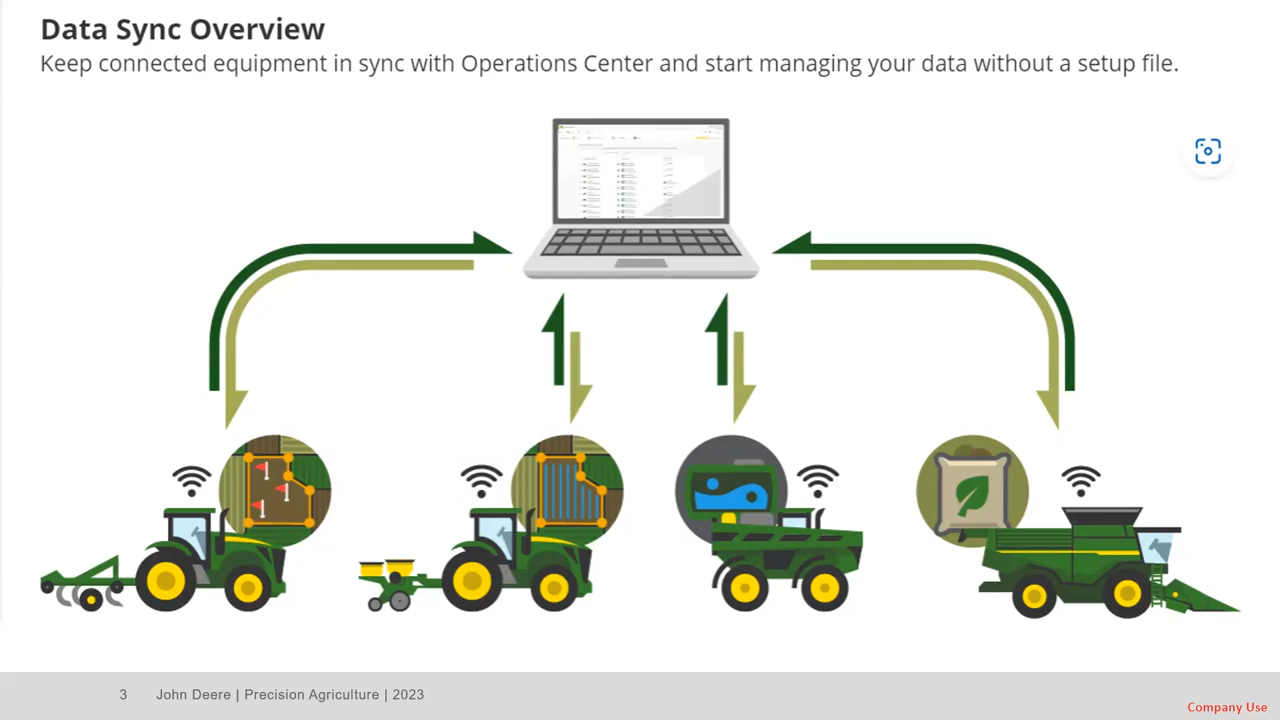 Data Sync Overview
Keep connected equipment in sync with Operations Center and start managing your data without a setup file.
3 John Deere | Precision Agriculture | 2023
Company Use